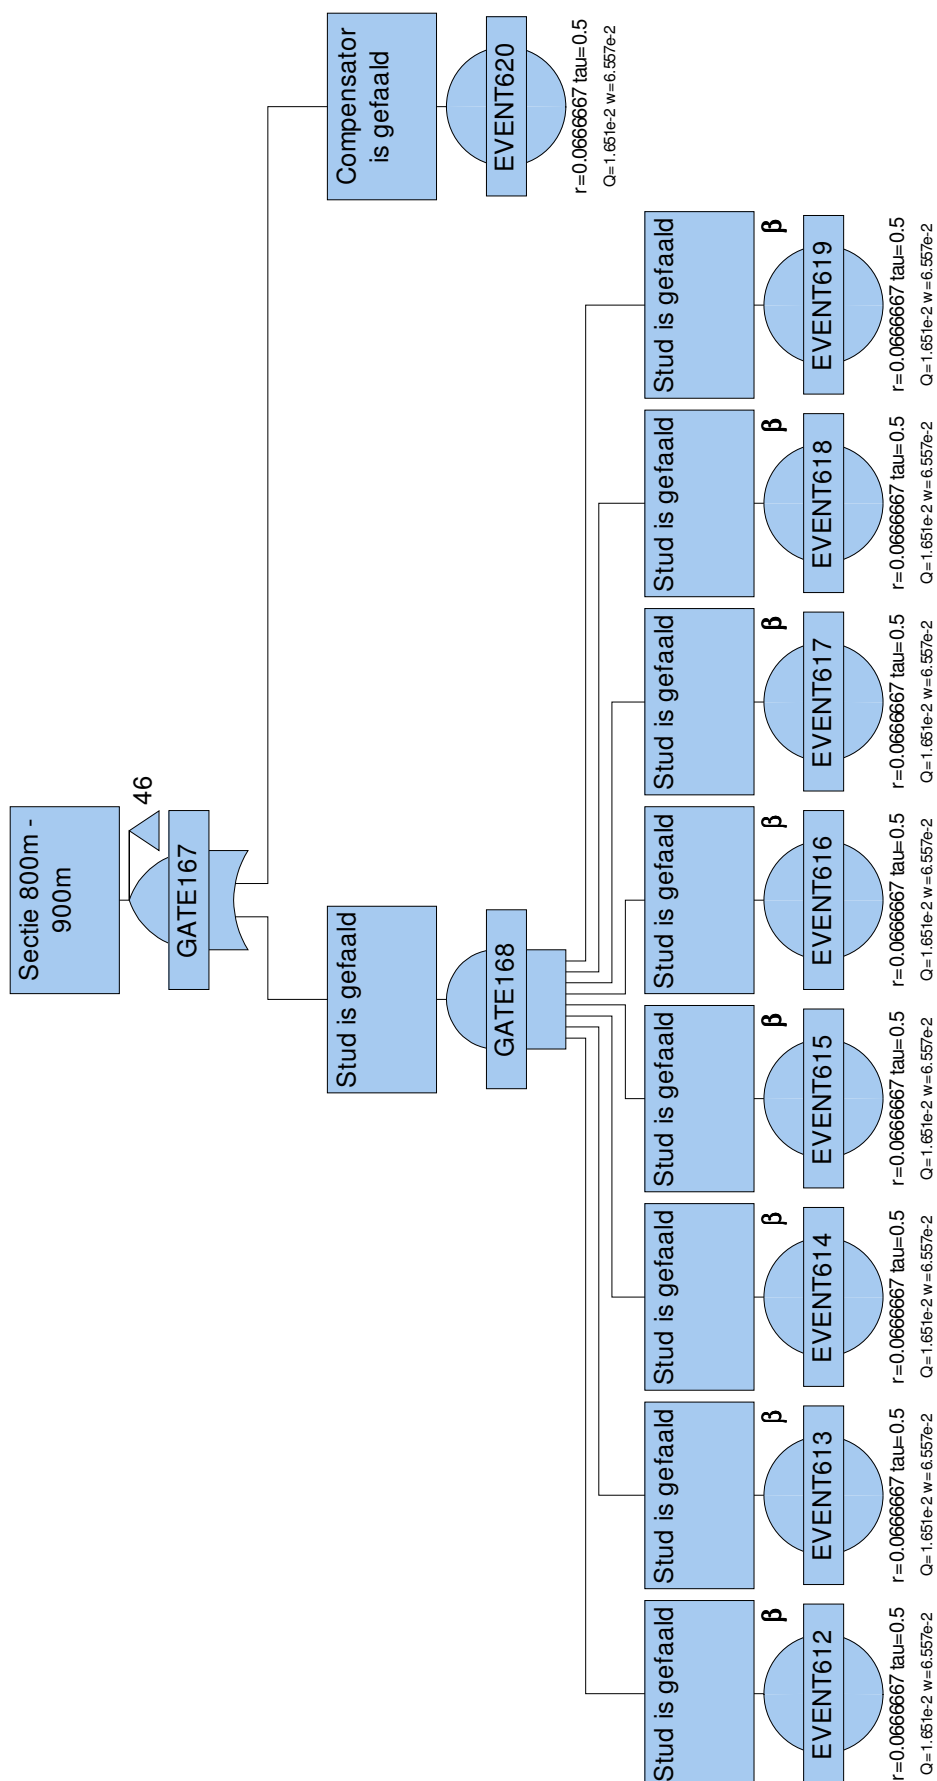 Sectie 800m -
900m
GATE167
46
Stud is gefaald
GATE168
Compensator
is gefaald
EVENT620
r=0.0666667 tau=0.5
Q=1.651e-2 w=6.557e-2
Stud is gefaald
β
EVENT612
r=0.0666667 tau=0.5
Q=1.651e-2 w=6.557e-2
Stud is gefaald
β
EVENT613
r=0.0666667 tau=0.5
Q=1.651e-2 w=6.557e-2
Stud is gefaald
β
EVENT614
r=0.0666667 tau=0.5
Q=1.651e-2 w=6.557e-2
Stud is gefaald
β
EVENT615
r=0.0666667 tau=0.5
Q=1.651e-2 w=6.557e-2
Stud is gefaald
β
EVENT616
r=0.0666667 tau=0.5
Q=1.651e-2 w=6.557e-2
Stud is gefaald
β
EVENT617
r=0.0666667 tau=0.5
Q=1.651e-2 w=6.557e-2
Stud is gefaald
β
EVENT618
r=0.0666667 tau=0.5
Q=1.651e-2 w=6.557e-2
Stud is gefaald
β
EVENT619
r=0.0666667 tau=0.5
Q=1.651e-2 w=6.557e-2